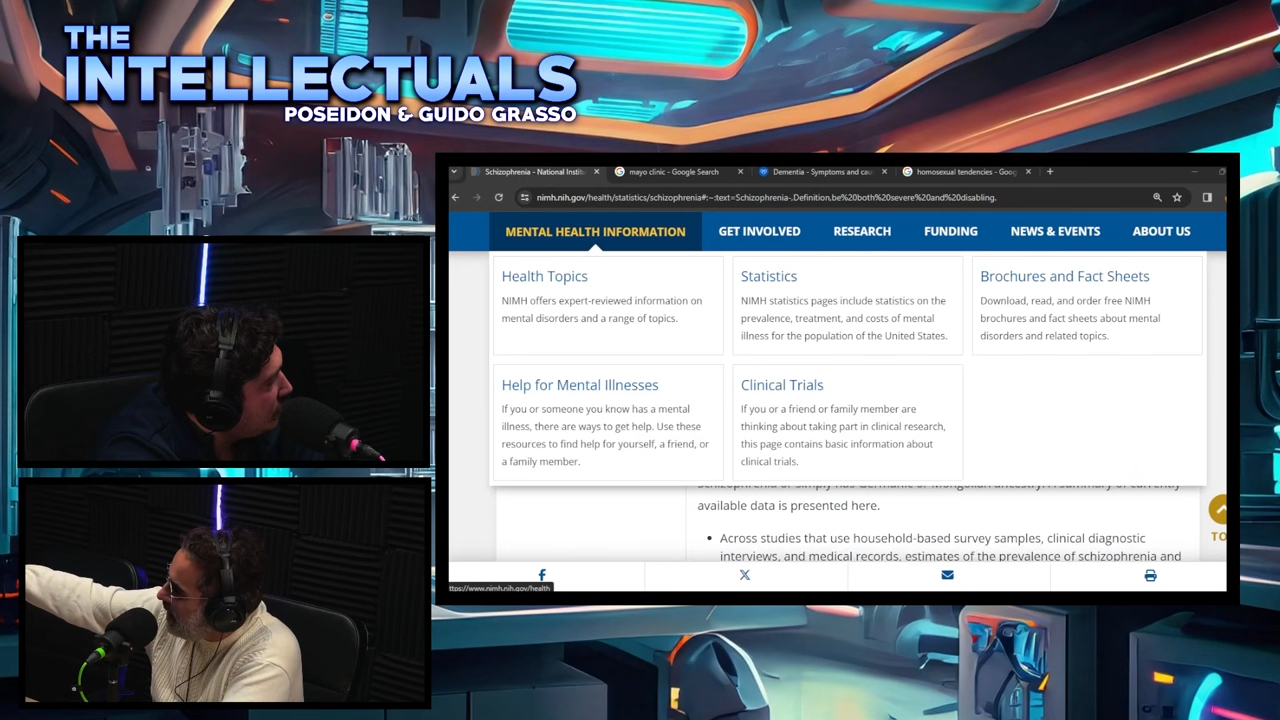 THE
INTELLECTUALS
POSEIDON & GUIDO GRASSO
Schizophrenia - National Instit
mayo clinic - Google Search
Dementia - Symptoms and cau
homosexual tendencies - Goog
nimh.nih.gov/health/statistics/schizophrenia#:~:text=Schizophrenia-,Definition,be%20both%20severe%20and%20disabling.
MENTAL HEALTH INFORMATION
GET INVOLVED
RESEARCH
FUNDING
NEWS & EVENTS
ABOUT US
Health Topics
NIMH offers expert-reviewed information on
mental disorders and a range of topics.
Statistics
NIMH statistics pages include statistics on the
prevalence, treatment, and costs of mental
illness for the population of the United States.
Brochures and Fact Sheets
Download, read, and order free NIMH
brochures and fact sheets about mental
disorders and related topics.
Help for Mental Illnesses
If you or someone you know has a mental
illness, there are ways to get help. Use these
resources to find help for yourself, a friend, or
a family member.
Clinical Trials
If you or a friend or family member are
thinking about taking part in clinical research,
this page contains basic information about
clinical trials.
available data is presented here.
• Across studies that use household-based survey samples, clinical diagnostic
interviews, and medical records, estimates of the prevalence of schizophrenia and
TO
ttps://www.nimh.nih.gov/health